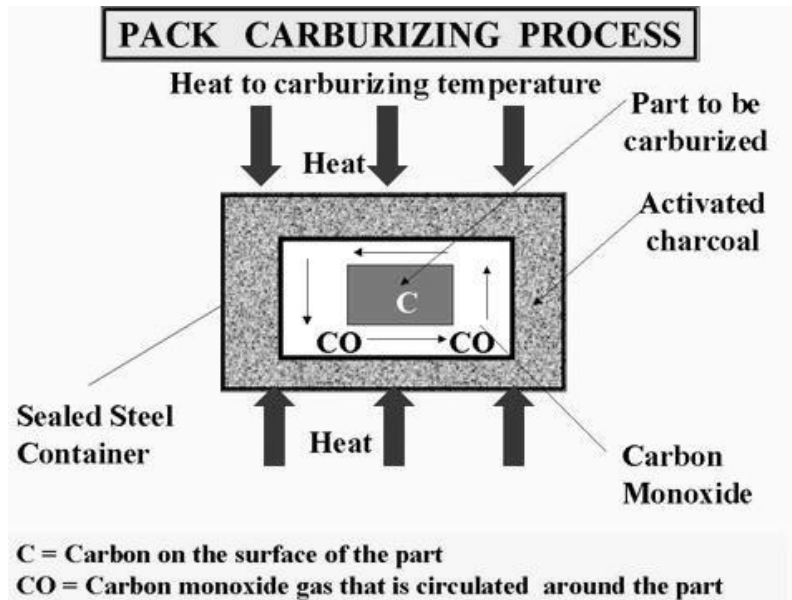 PACK CARBURIZING PROCESS
Heat to carburizing temperature
Part to be
carburized
Heat
Activated
charcoal
C
CO
CO
Sealed Steel
Container
Heat
Carbon
Monoxide
C = Carbon on the surface of the part
CO = Carbon monoxide gas that is circulated around the part